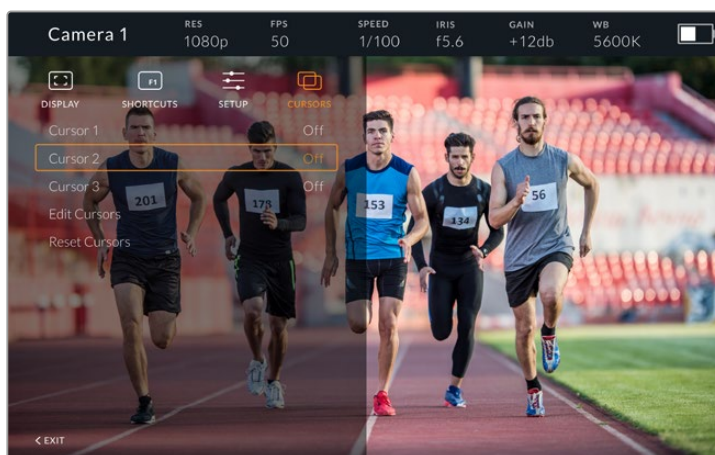 Camera 1
RES
1080p
FPS
50
SPEED
1/100
IRIS
f5.6
GAIN
+12db
WB
5600K
DISPLAY
F1
SHORTCUTS
SETUP
CURSORS
Cursor 1 Off
Cursor 2 Off
Cursor 3 Off
Edit Cursors
Reset Cursors
201
178
153
134
56
< EXIT